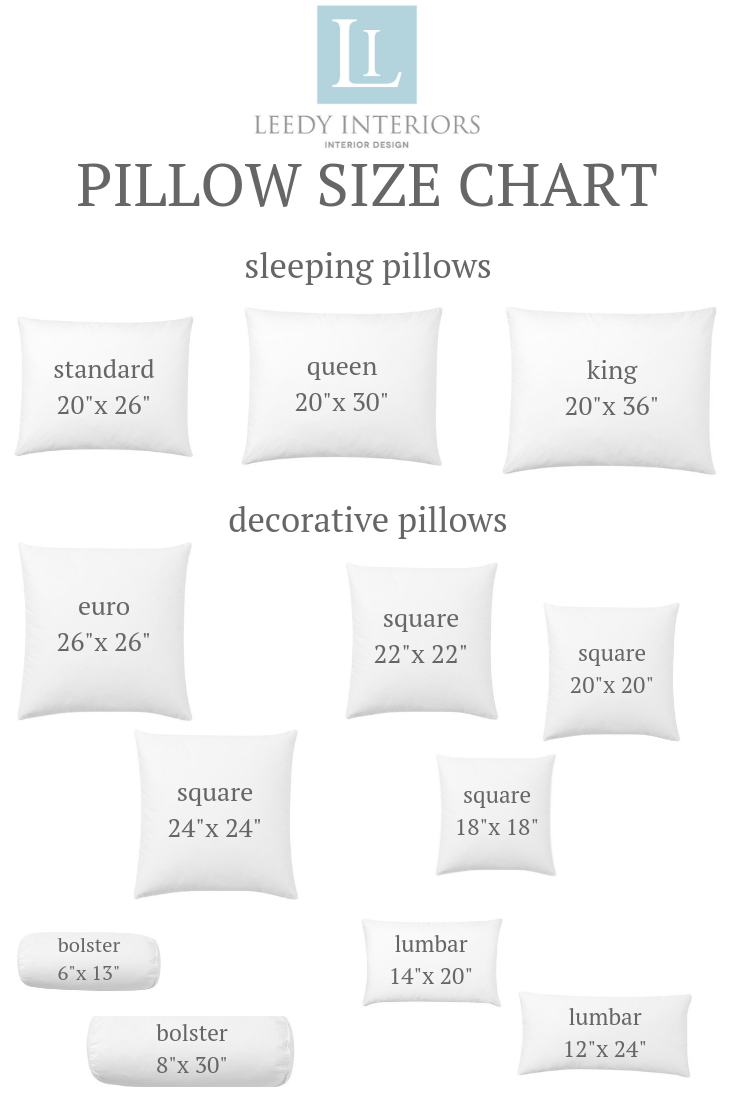 LI
LEEDY INTERIORS
INTERIOR DESIGN
PILLOW SIZE CHART
sleeping pillows
standard
20"x 26"
queen
20"x 30"
king
20"x 36"
decorative pillows
euro
26"x 26"
square
22"x 22"
square
20"x 20"
square
24"x 24"
square
18"x 18"
bolster
6"x 13"
lumbar
14"x 20"
bolster
8"x 30"
lumbar
12"x 24"